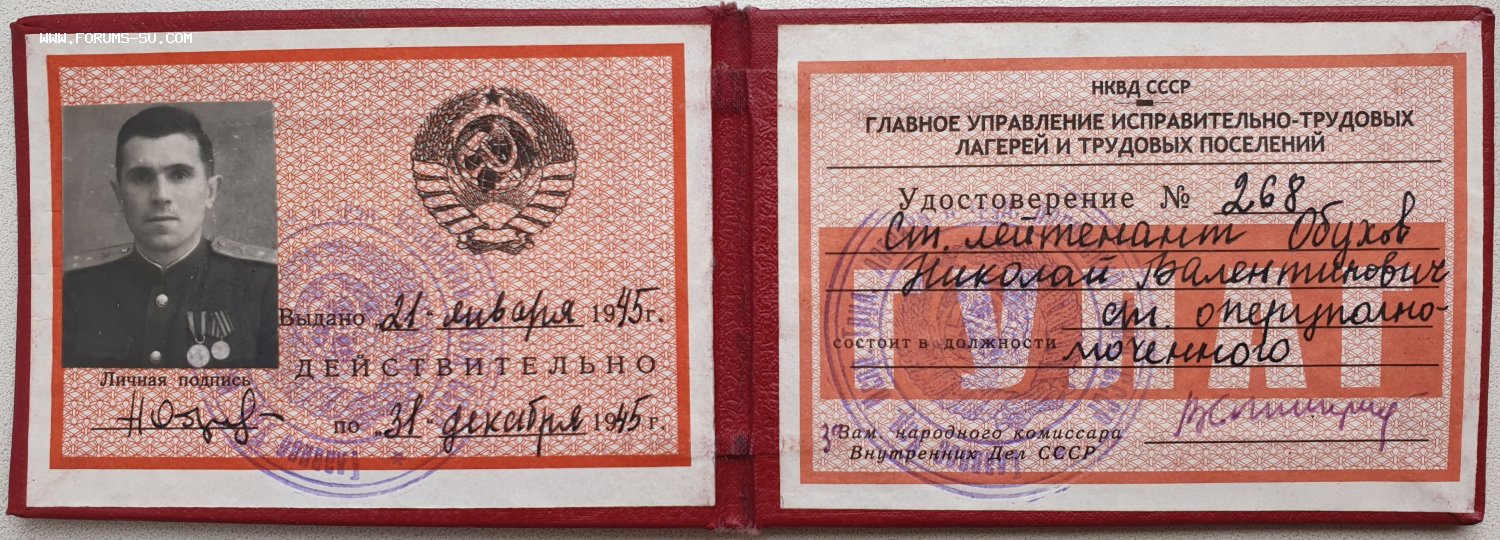 WWW.FORUMS-SU.COM
Выдано „21“ января 1945 г.
ДЕЙСТВИТЕЛЬНО
Личная подпись
по „31“ декабря 1945 г.
НКВД СССР
ГЛАВНОЕ УПРАВЛЕНИЕ ИСПРАВИТЕЛЬНО-ТРУДОВЫХ
ЛАГЕРЕЙ И ТРУДОВЫХ ПОСЕЛЕНИЙ
Удостоверение № 268
Ст. лейтенант Обухов
Николай Валентинович
состоит в должности ст. оперуполно-
моченного
ГУЛАГ
Зам. народного комиссара
Внутренних Дел СССР